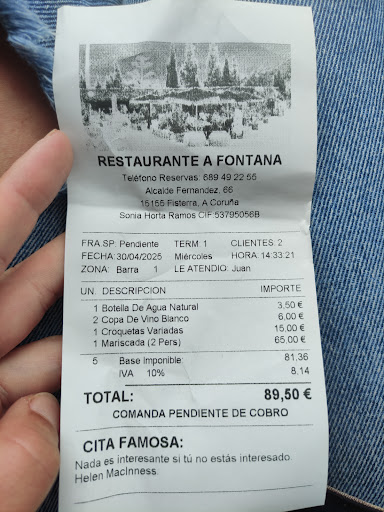 RESTAURANTE A FONTANA
Teléfono Reservas: 689 49 22 55
Alcalde Fernandez, 66
15155 Fisterra, A Coruña
Sonia Horta Ramos CIF:53795056B
FRA.SP: Pendiente TERM: 1 CLIENTES: 2
FECHA: 30/04/2025 Miércoles HORA: 14:33:21
ZONA: Barra 1 LE ATENDIO: Juan
UN. DESCRIPCION IMPORTE
1 Botella De Agua Natural 3,50 €
2 Copa De Vino Blanco 6,00 €
1 Croquetas Variadas 15,00 €
1 Mariscada (2 Pers) 65,00 €
5 Base Imponible: 81,36
IVA 10% 8,14
TOTAL: 89,50 €
COMANDA PENDIENTE DE COBRO
CITA FAMOSA:
Nada es interesante si tú no estás interesado.
Helen MacInness.